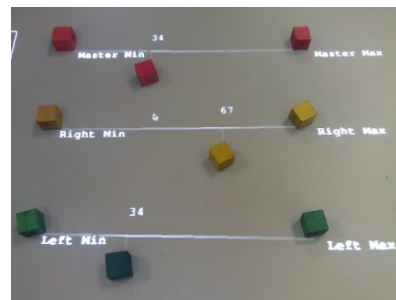 34
Master Min Master Max
67
Right Min Right Max
34
Left Min Left Max